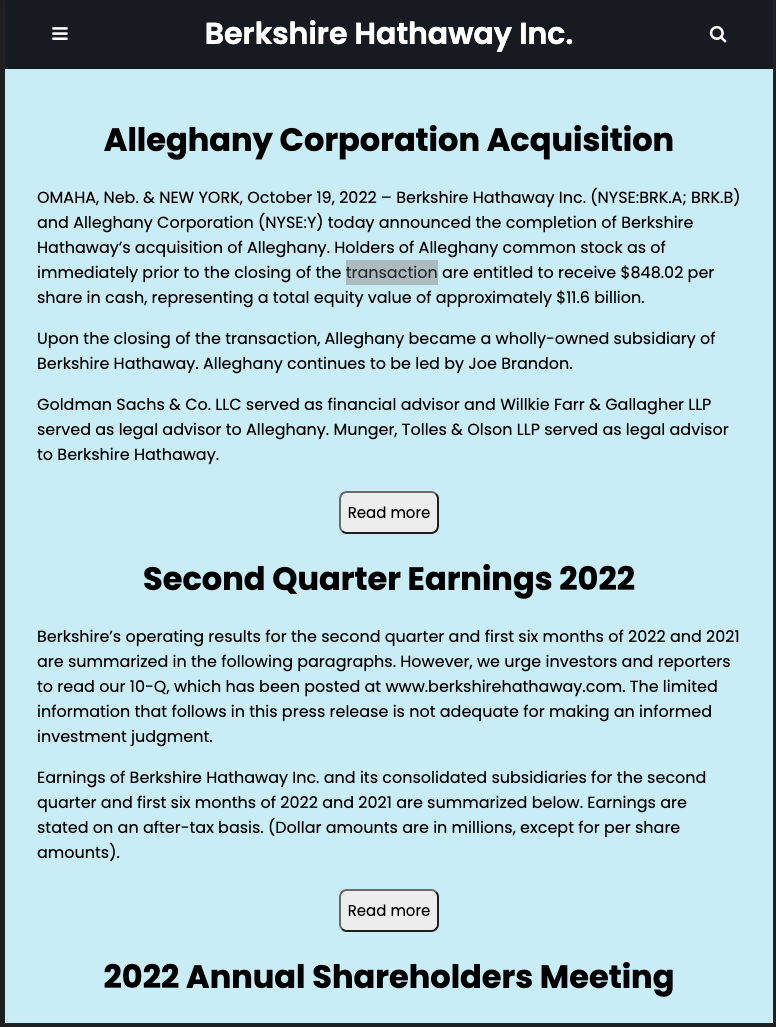 Berkshire Hathaway Inc.
Alleghany Corporation Acquisition
OMAHA, Neb. & NEW YORK, October 19, 2022 – Berkshire Hathaway Inc. (NYSE:BRK.A; BRK.B)
and Alleghany Corporation (NYSE:Y) today announced the completion of Berkshire
Hathaway’s acquisition of Alleghany. Holders of Alleghany common stock as of
immediately prior to the closing of the transaction are entitled to receive $848.02 per
share in cash, representing a total equity value of approximately $11.6 billion.
Upon the closing of the transaction, Alleghany became a wholly-owned subsidiary of
Berkshire Hathaway. Alleghany continues to be led by Joe Brandon.
Goldman Sachs & Co. LLC served as financial advisor and Willkie Farr & Gallagher LLP
served as legal advisor to Alleghany. Munger, Tolles & Olson LLP served as legal advisor
to Berkshire Hathaway.
Read more
Second Quarter Earnings 2022
Berkshire’s operating results for the second quarter and first six months of 2022 and 2021
are summarized in the following paragraphs. However, we urge investors and reporters
to read our 10-Q, which has been posted at www.berkshirehathaway.com. The limited
information that follows in this press release is not adequate for making an informed
investment judgment.
Earnings of Berkshire Hathaway Inc. and its consolidated subsidiaries for the second
quarter and first six months of 2022 and 2021 are summarized below. Earnings are
stated on an after-tax basis. (Dollar amounts are in millions, except for per share
amounts).
Read more
2022 Annual Shareholders Meeting